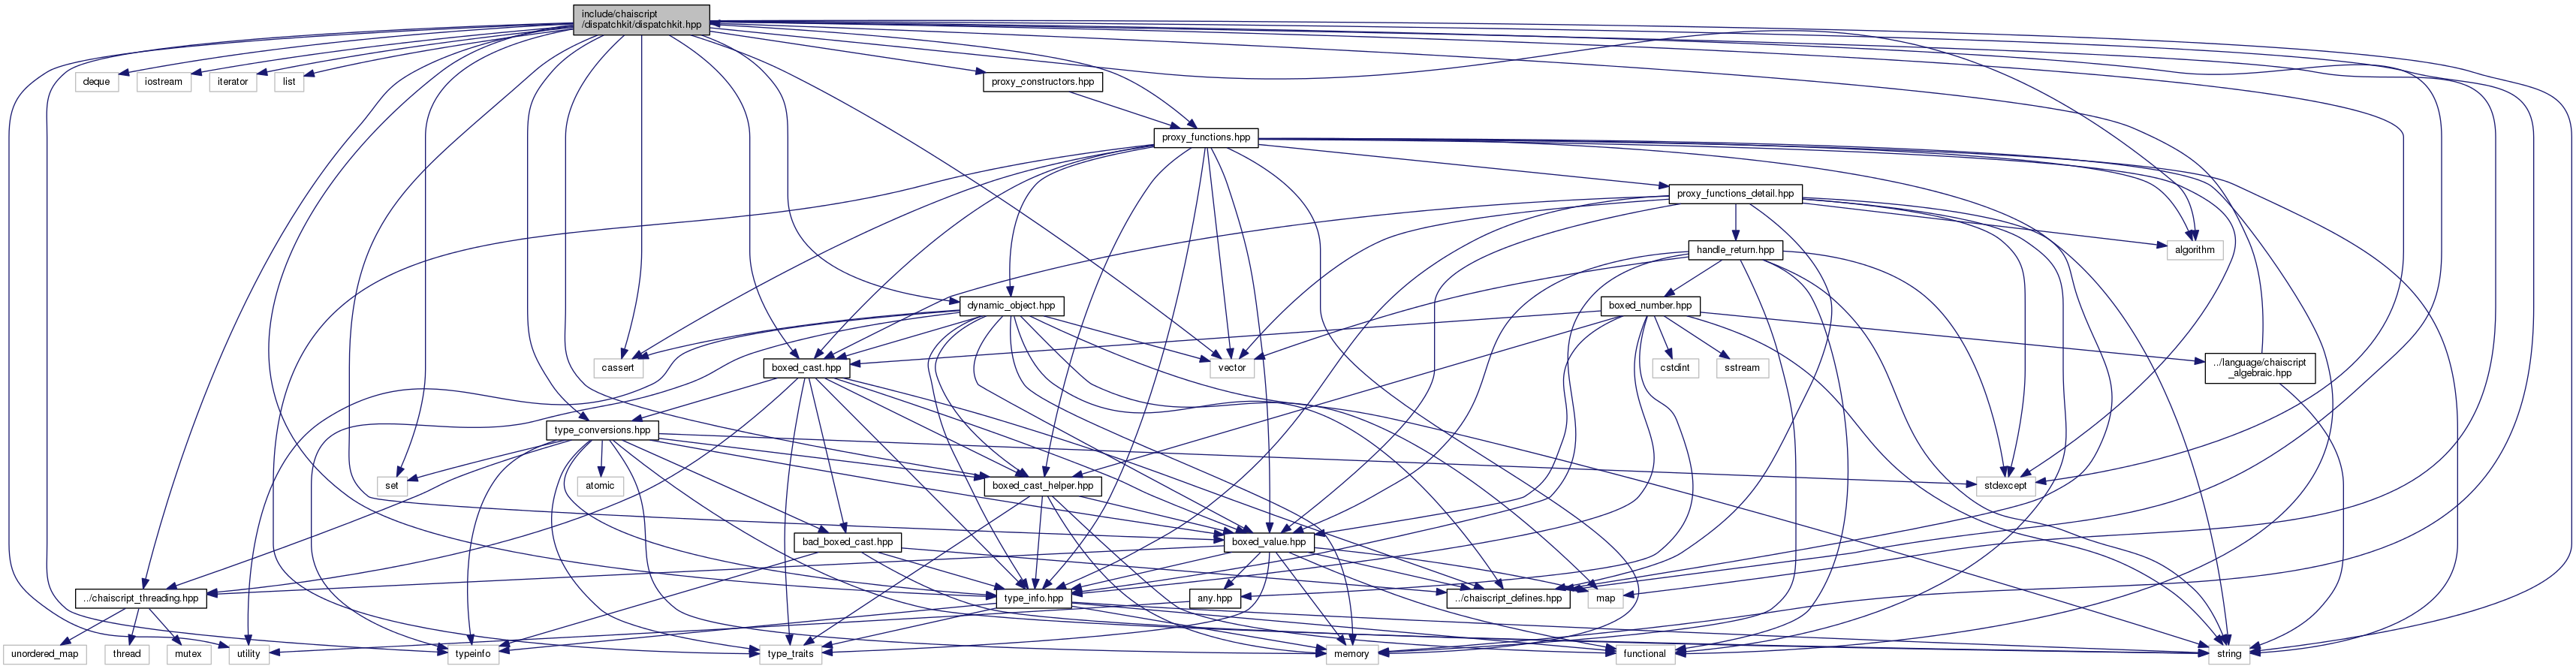 include/chaiscript
/dispatchkit/dispatchkit.hpp
deque
iostream
iterator
list
proxy_constructors.hpp
proxy_functions.hpp
proxy_functions_detail.hpp
handle_return.hpp
algorithm
dynamic_object.hpp
boxed_number.hpp
cassert
boxed_cast.hpp
vector
cstdint
sstream
../language/chaiscript
_algebraic.hpp
type_conversions.hpp
set
atomic
boxed_cast_helper.hpp
stdexcept
bad_boxed_cast.hpp
boxed_value.hpp
../chaiscript_threading.hpp
type_info.hpp
any.hpp
../chaiscript_defines.hpp
map
unordered_map
thread
mutex
utility
typeinfo
type_traits
memory
functional
string